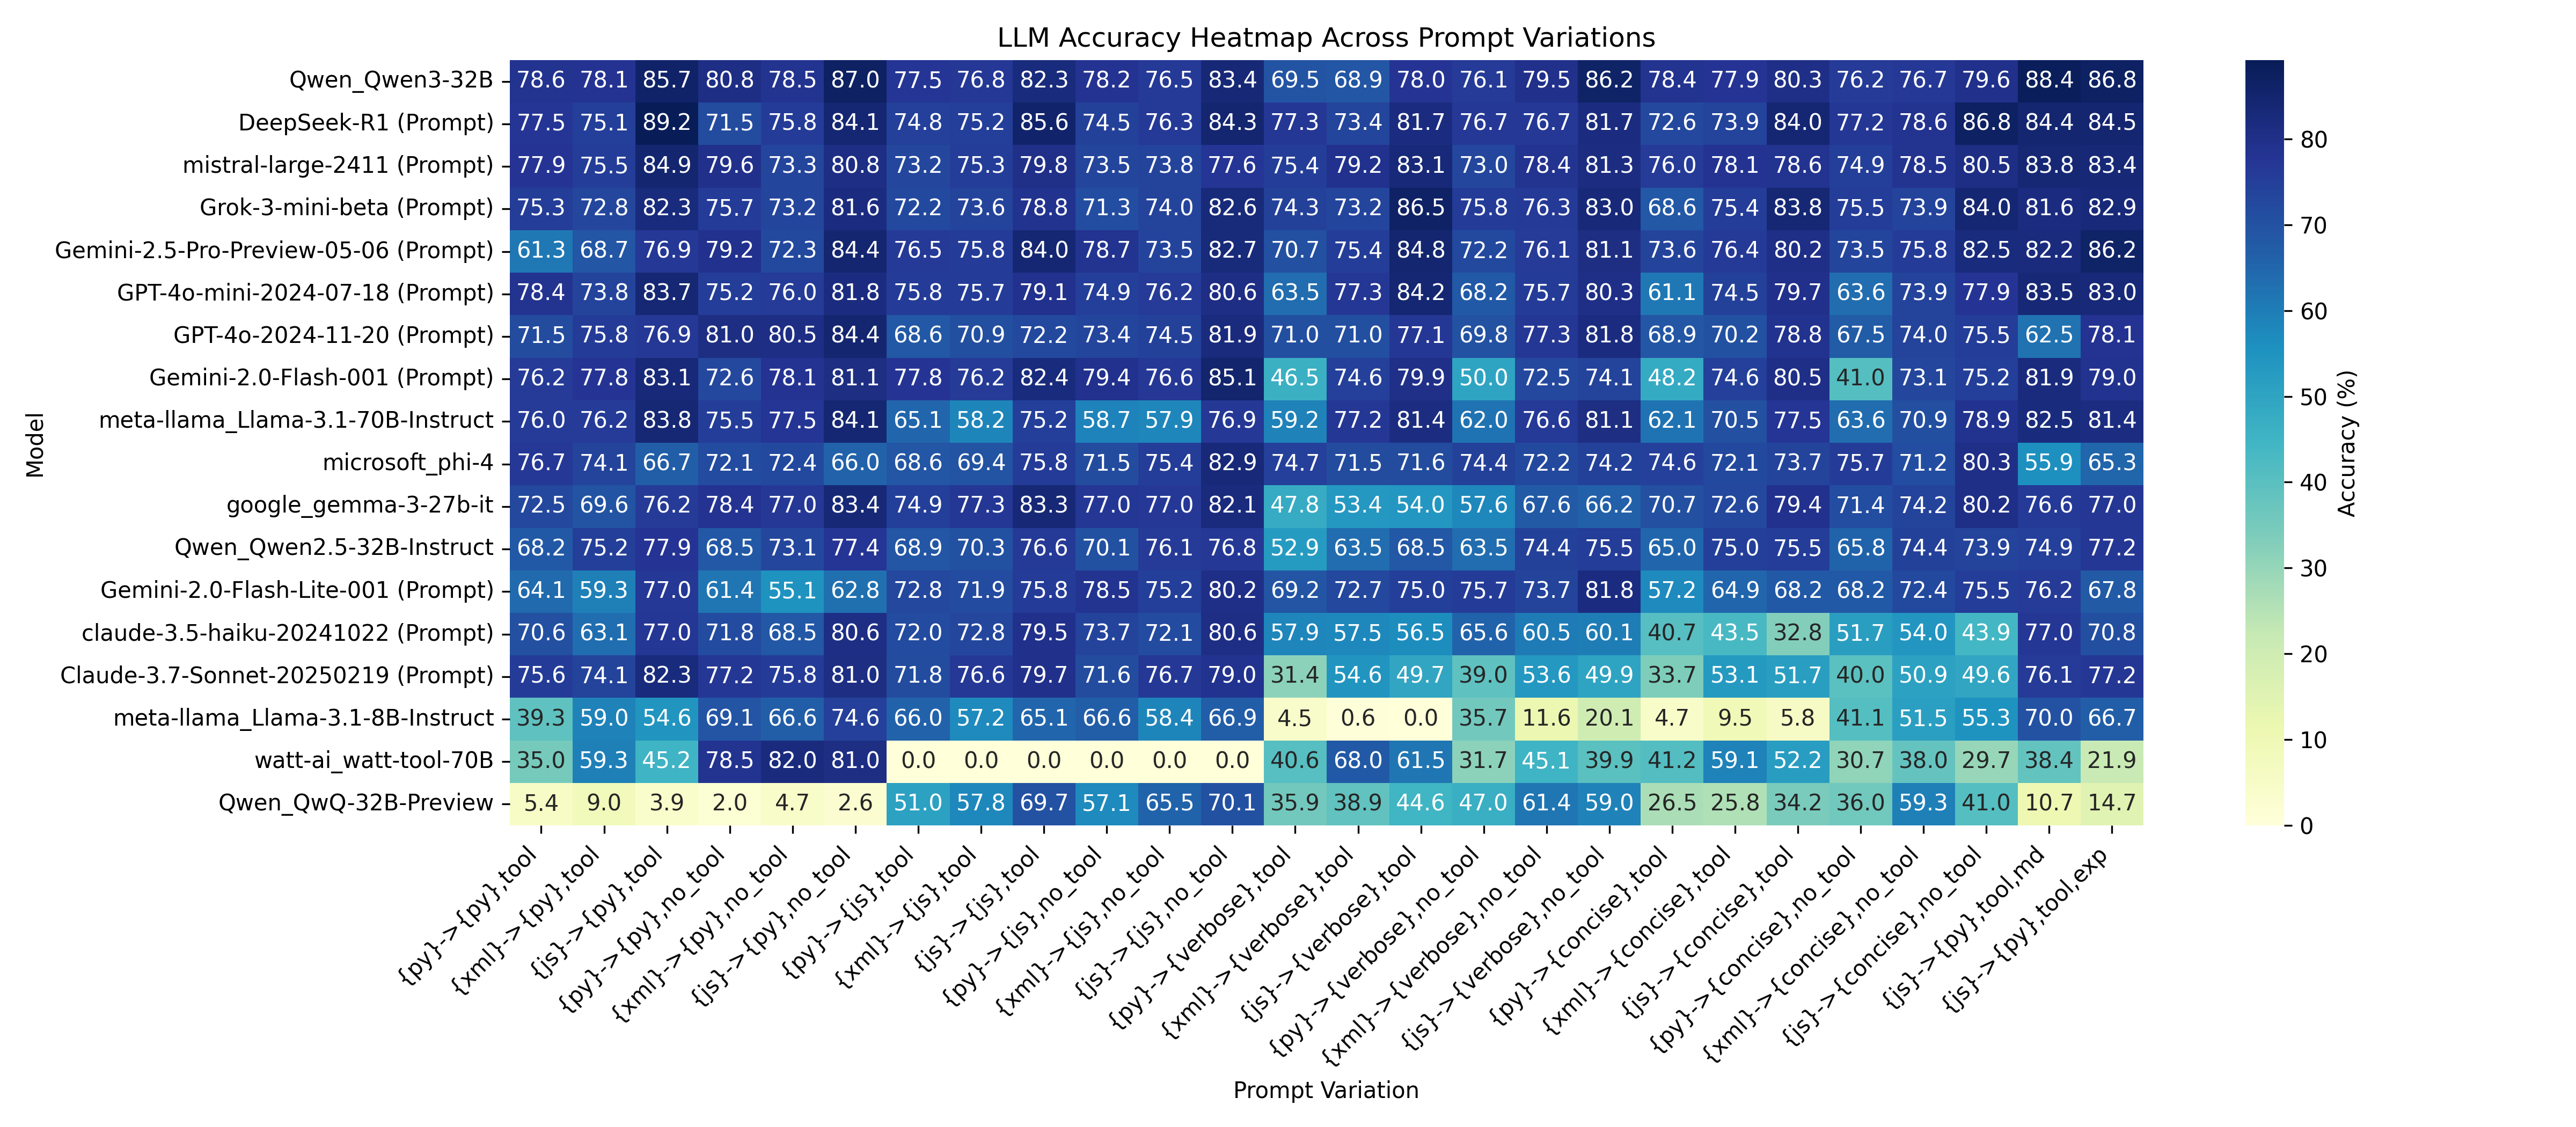 LLM Accuracy Heatmap Across Prompt Variations
Model
Qwen_Qwen3-32B 78.6 78.1 85.7 80.8 78.5 87.0 77.5 76.8 82.3 78.2 76.5 83.4 69.5 68.9 78.0 76.1 79.5 86.2 78.4 77.9 80.3 76.2 76.7 79.6 88.4 86.8
DeepSeek-R1 (Prompt) 77.5 75.1 89.2 71.5 75.8 84.1 74.8 75.2 85.6 74.5 76.3 84.3 77.3 73.4 81.7 76.7 76.7 81.7 72.6 73.9 84.0 77.2 78.6 86.8 84.4 84.5
mistral-large-2411 (Prompt) 77.9 75.5 84.9 79.6 73.3 80.8 73.2 75.3 79.8 73.5 73.8 77.6 75.4 79.2 83.1 73.0 78.4 81.3 76.0 78.1 78.6 74.9 78.5 80.5 83.8 83.4
Grok-3-mini-beta (Prompt) 75.3 72.8 82.3 75.7 73.2 81.6 72.2 73.6 78.8 71.3 74.0 82.6 74.3 73.2 86.5 75.8 76.3 83.0 68.6 75.4 83.8 75.5 73.9 84.0 81.6 82.9
Gemini-2.5-Pro-Preview-05-06 (Prompt) 61.3 68.7 76.9 79.2 72.3 84.4 76.5 75.8 84.0 78.7 73.5 82.7 70.7 75.4 84.8 72.2 76.1 81.1 73.6 76.4 80.2 73.5 75.8 82.5 82.2 86.2
GPT-4o-mini-2024-07-18 (Prompt) 78.4 73.8 83.7 75.2 76.0 81.8 75.8 75.7 79.1 74.9 76.2 80.6 63.5 77.3 84.2 68.2 75.7 80.3 61.1 74.5 79.7 63.6 73.9 77.9 83.5 83.0
GPT-4o-2024-11-20 (Prompt) 71.5 75.8 76.9 81.0 80.5 84.4 68.6 70.9 72.2 73.4 74.5 81.9 71.0 71.0 77.1 69.8 77.3 81.8 68.9 70.2 78.8 67.5 74.0 75.5 62.5 78.1
Gemini-2.0-Flash-001 (Prompt) 76.2 77.8 83.1 72.6 78.1 81.1 77.8 76.2 82.4 79.4 76.6 85.1 46.5 74.6 79.9 50.0 72.5 74.1 48.2 74.6 80.5 41.0 73.1 75.2 81.9 79.0
meta-llama_Llama-3.1-70B-Instruct 76.0 76.2 83.8 75.5 77.5 84.1 65.1 58.2 75.2 58.7 57.9 76.9 59.2 77.2 81.4 62.0 76.6 81.1 62.1 70.5 77.5 63.6 70.9 78.9 82.5 81.4
microsoft_phi-4 76.7 74.1 66.7 72.1 72.4 66.0 68.6 69.4 75.8 71.5 75.4 82.9 74.7 71.5 71.6 74.4 72.2 74.2 74.6 72.1 73.7 75.7 71.2 80.3 55.9 65.3
google_gemma-3-27b-it 72.5 69.6 76.2 78.4 77.0 83.4 74.9 77.3 83.3 77.0 77.0 82.1 47.8 53.4 54.0 57.6 67.6 66.2 70.7 72.6 79.4 71.4 74.2 80.2 76.6 77.0
Qwen_Qwen2.5-32B-Instruct 68.2 75.2 77.9 68.5 73.1 77.4 68.9 70.3 76.6 70.1 76.1 76.8 52.9 63.5 68.5 63.5 74.4 75.5 65.0 75.0 75.5 65.8 74.4 73.9 74.9 77.2
Gemini-2.0-Flash-Lite-001 (Prompt) 64.1 59.3 77.0 61.4 55.1 62.8 72.8 71.9 75.8 78.5 75.2 80.2 69.2 72.7 75.0 75.7 73.7 81.8 57.2 64.9 68.2 68.2 72.4 75.5 76.2 67.8
claude-3.5-haiku-20241022 (Prompt) 70.6 63.1 77.0 71.8 68.5 80.6 72.0 72.8 79.5 73.7 72.1 80.6 57.9 57.5 56.5 65.6 60.5 60.1 40.7 43.5 32.8 51.7 54.0 43.9 77.0 70.8
Claude-3.7-Sonnet-20250219 (Prompt) 75.6 74.1 82.3 77.2 75.8 81.0 71.8 76.6 79.7 71.6 76.7 79.0 31.4 54.6 49.7 39.0 53.6 49.9 33.7 53.1 51.7 40.0 50.9 49.6 76.1 77.2
meta-llama_Llama-3.1-8B-Instruct 39.3 59.0 54.6 69.1 66.6 74.6 66.0 57.2 65.1 66.6 58.4 66.9 4.5 0.6 0.0 35.7 11.6 20.1 4.7 9.5 5.8 41.1 51.5 55.3 70.0 66.7
watt-ai_watt-tool-70B 35.0 59.3 45.2 78.5 82.0 81.0 0.0 0.0 0.0 0.0 0.0 0.0 40.6 68.0 61.5 31.7 45.1 39.9 41.2 59.1 52.2 30.7 38.0 29.7 38.4 21.9
Qwen_QwQ-32B-Preview 5.4 9.0 3.9 2.0 4.7 2.6 51.0 57.8 69.7 57.1 65.5 70.1 35.9 38.9 44.6 47.0 61.4 59.0 26.5 25.8 34.2 36.0 59.3 41.0 10.7 14.7
{py}->{py},tool
{xml}->{py},tool
{js}->{py},tool
{py}->{py},no_tool
{xml}->{py},no_tool
{js}->{py},no_tool
{py}->{js},tool
{xml}->{js},tool
{js}->{js},tool
{py}->{js},no_tool
{xml}->{js},no_tool
{js}->{js},no_tool
{py}->{verbose},tool
{xml}->{verbose},tool
{js}->{verbose},tool
{py}->{verbose},no_tool
{xml}->{verbose},no_tool
{js}->{verbose},no_tool
{py}->{concise},tool
{xml}->{concise},tool
{js}->{concise},tool
{py}->{concise},no_tool
{xml}->{concise},no_tool
{js}->{concise},no_tool
{js}->{py},tool,md
{js}->{py},tool,exp
Prompt Variation
80
70
60
50
40
30
20
10
0
Accuracy (%)